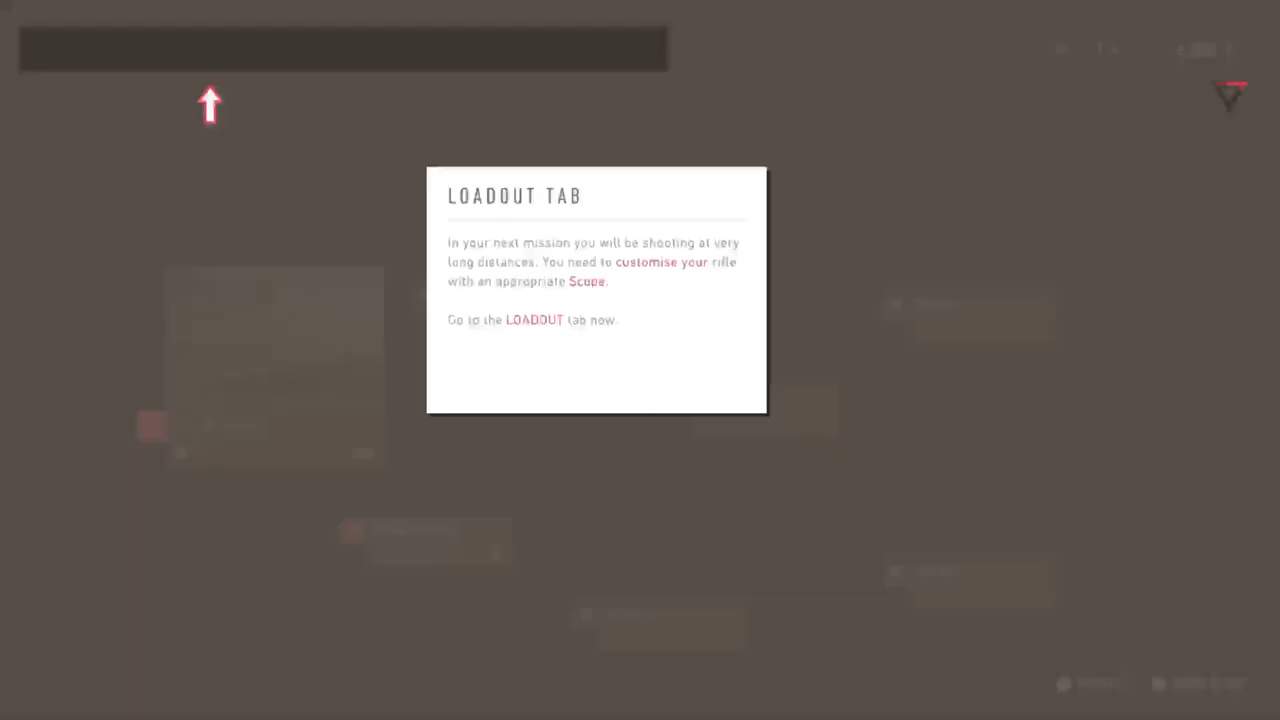 LOADOUT TAB
In your next mission you will be shooting at very
long distances. You need to customise your rifle
with an appropriate Scope.
Go to the LOADOUT tab now.